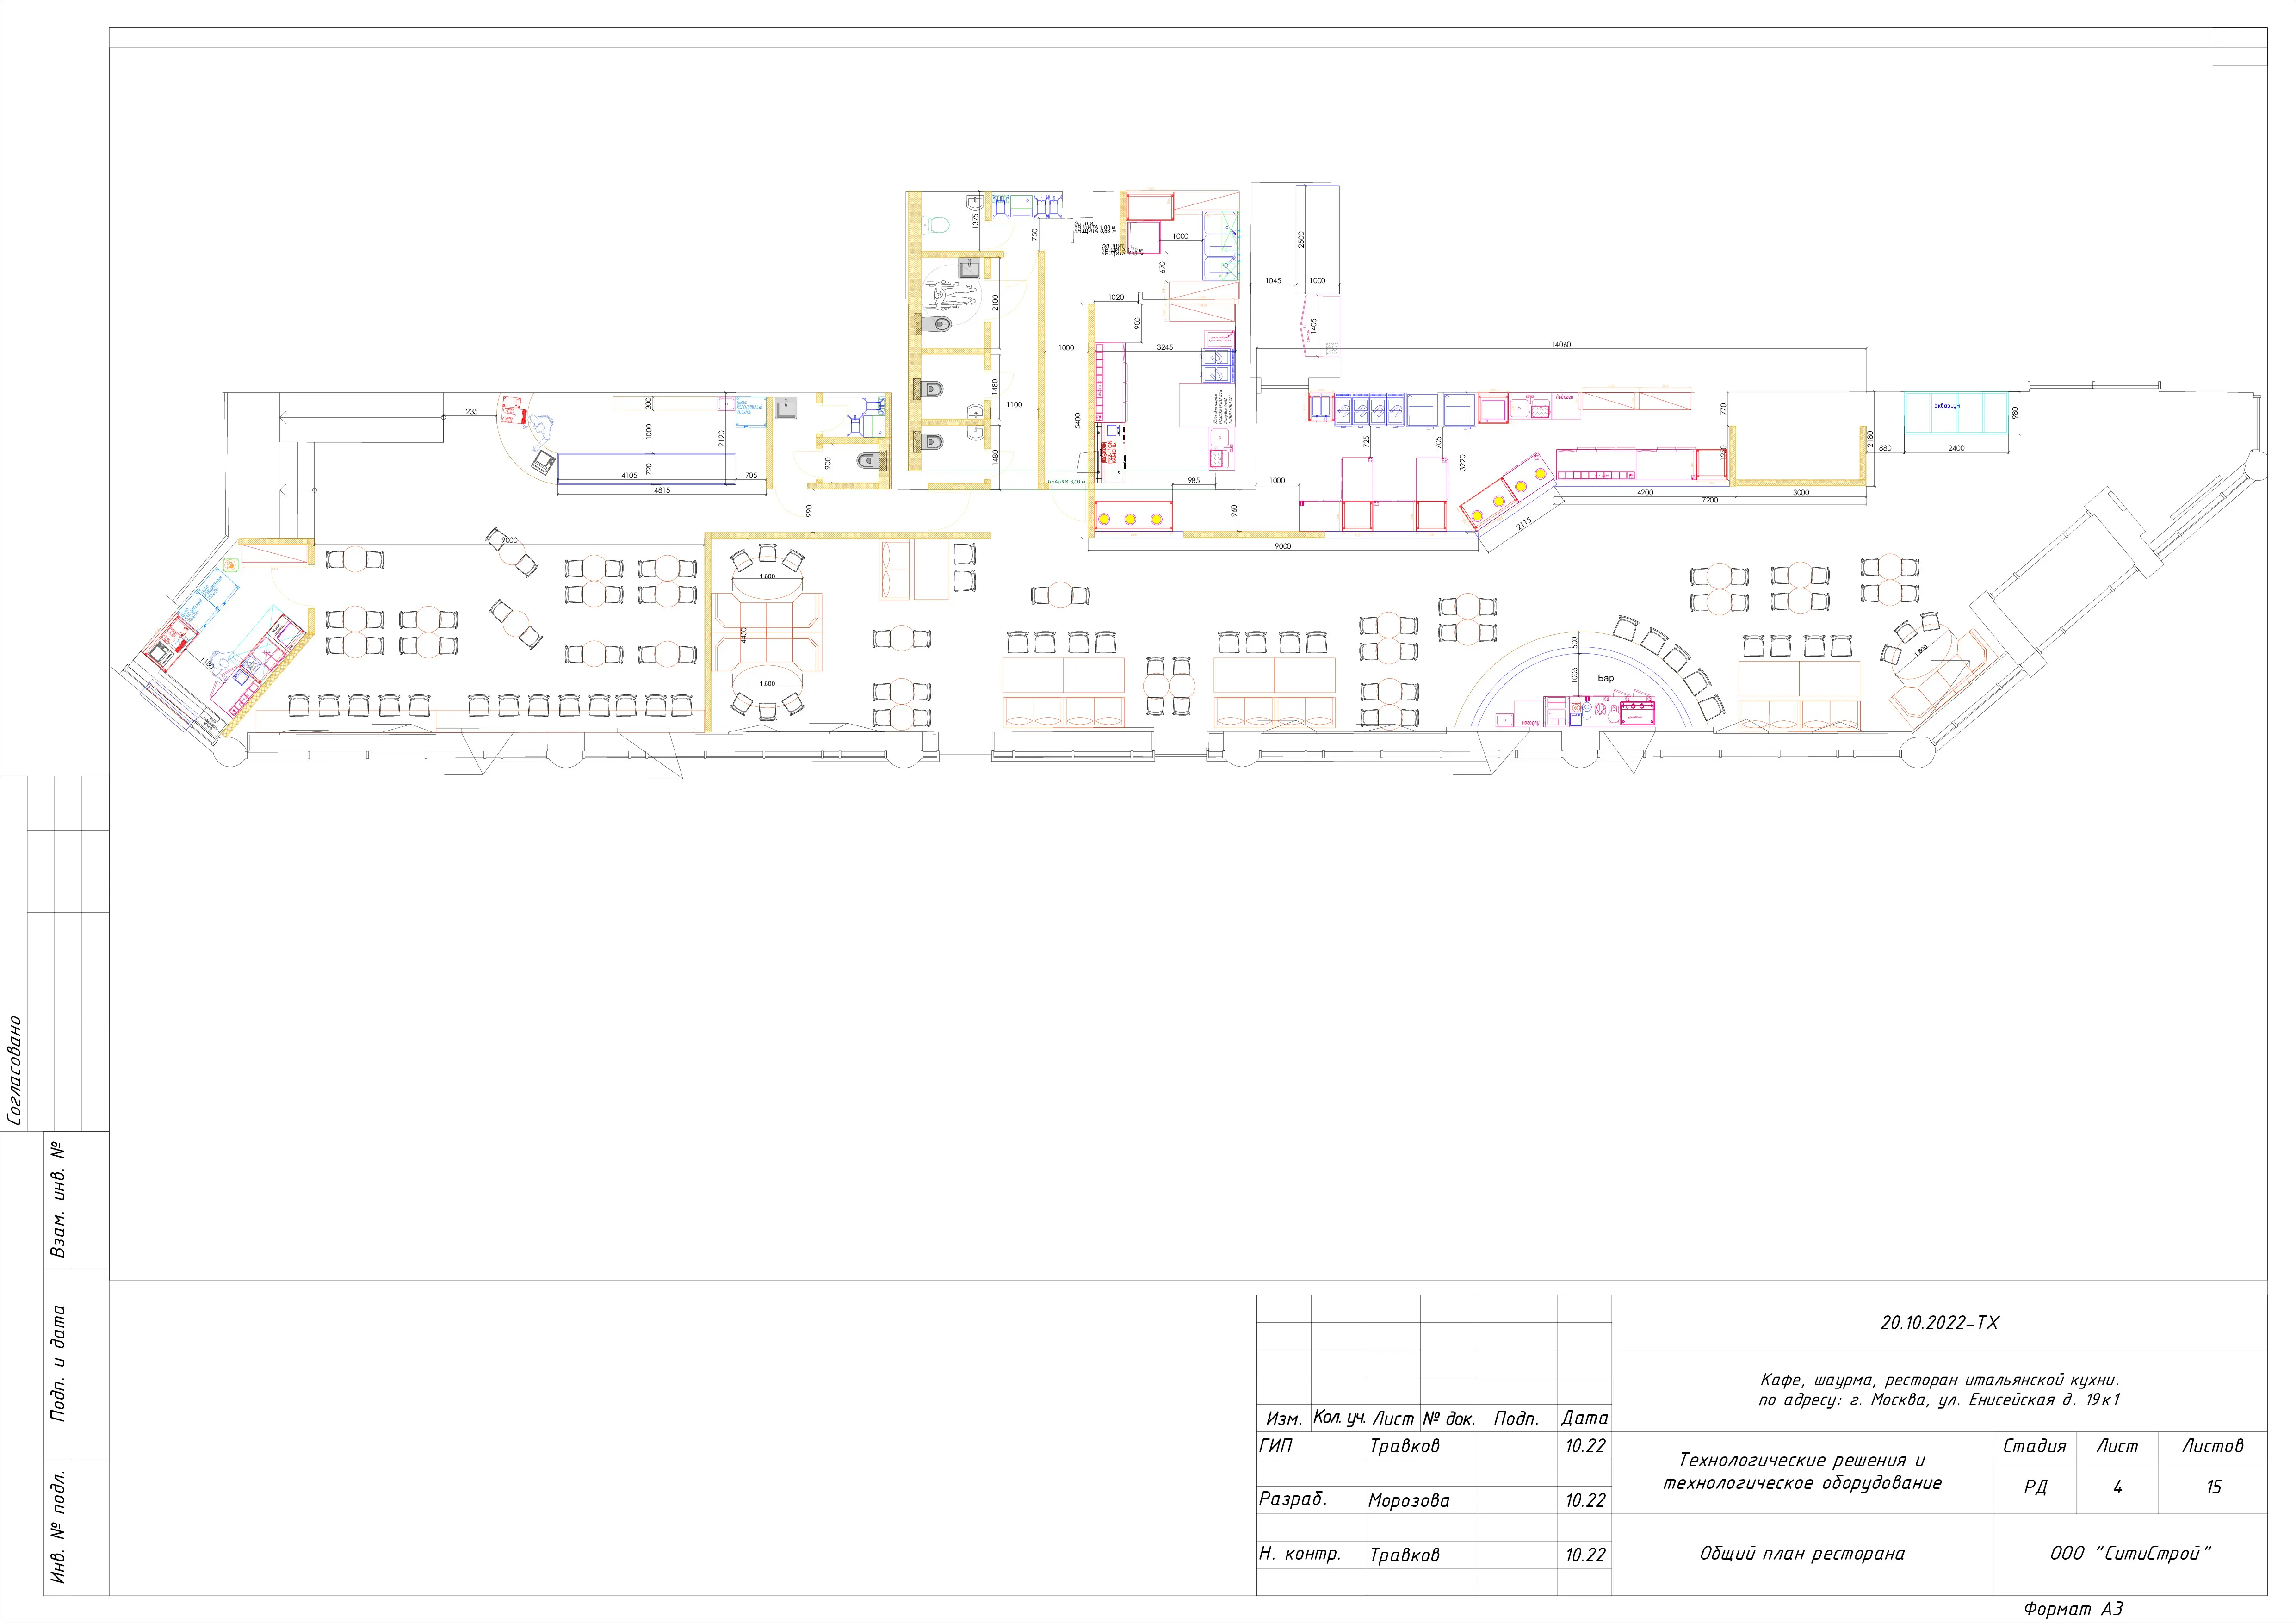 1375
750
ЭЛ. ЩИТ
1000
670
2500
1045
1000
1405
2100
1020
900
1000
3245
14060
1480
1100
5400
1480
hБАЛКИ 3,00 м
985
960
1000
9000
725
705
3220
2115
4200
7200
3000
770
1250
2180
880
аквариум
2400
980
1235
300
1000
720
2120
4105
705
4815
900
990
9000
1180
1.600
4450
1.600
500
1005
Бар
1.600
Согласовано
Взам. инв. №
Подп. и дата
Инв. № подл.
20.10.2022-ТХ
Кафе, шаурма, ресторан итальянской кухни.
по адресу: г. Москва, ул. Енисейская д. 19к1
Изм. Кол. уч. Лист № док. Подп. Дата
ГИП Травков 10.22
Разраб. Морозова 10.22
Н. контр. Травков 10.22
Технологические решения и
технологическое оборудование
Стадия Лист Листов
РД 4 15
Общий план ресторана
ООО "СитиСтрой"
Формат А3